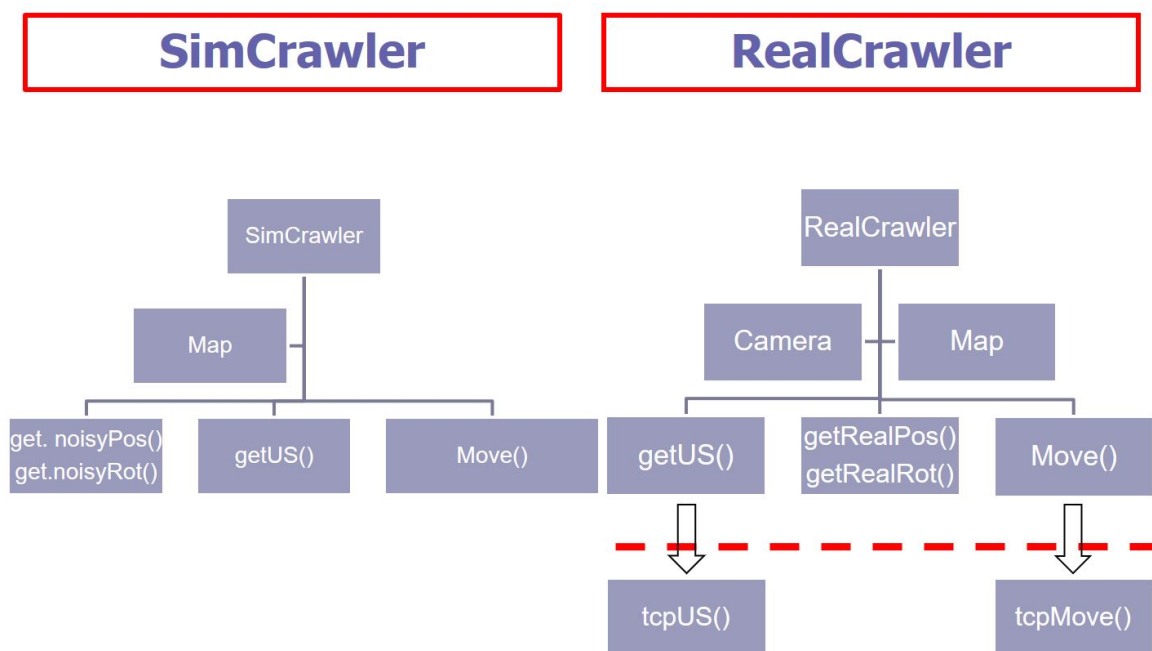 SimCrawler
RealCrawler
SimCrawler
Map
get. noisyPos()
get.noisyRot()
getUS()
Move()
RealCrawler
Camera
Map
getUS()
getRealPos()
getRealRot()
Move()
tcpUS()
tcpMove()